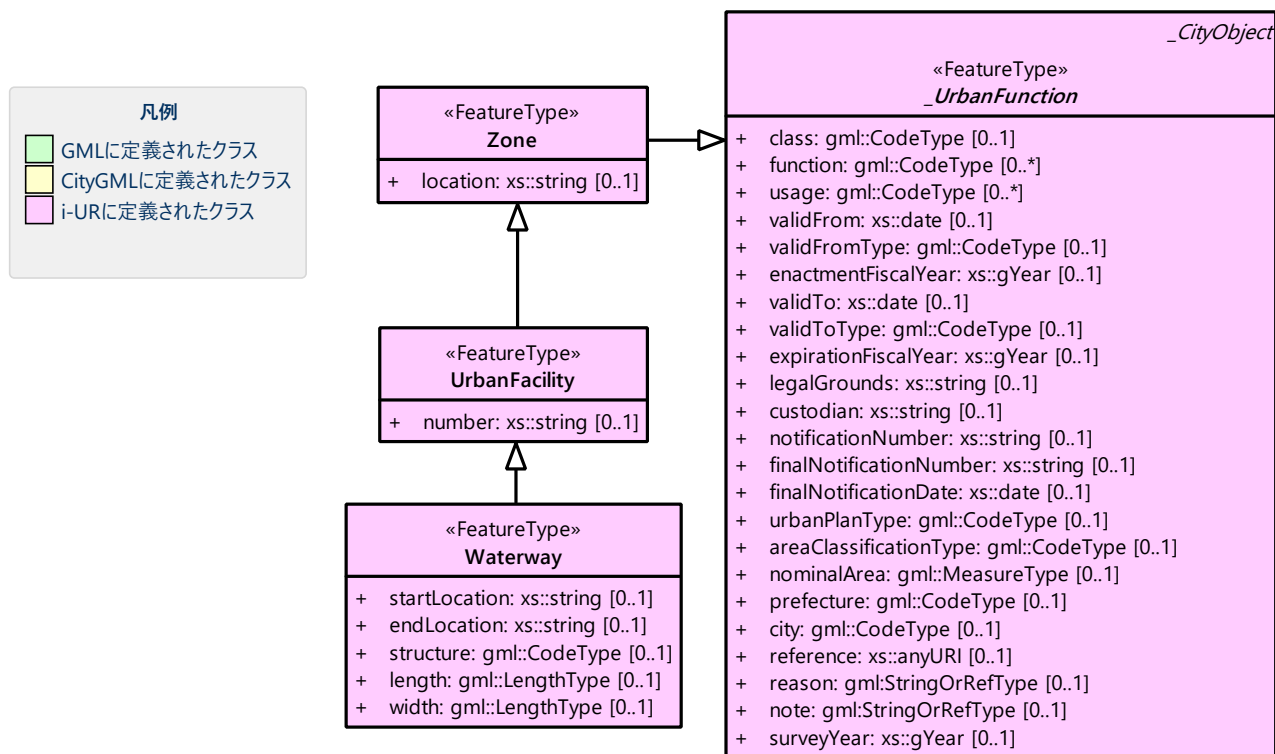 凡例
GMLに定義されたクラス
CityGMLに定義されたクラス
i-URに定義されたクラス
«FeatureType»
Zone
+ location: xs::string [0..1]
«FeatureType»
UrbanFacility
+ number: xs::string [0..1]
«FeatureType»
Waterway
+ startLocation: xs::string [0..1]
+ endLocation: xs::string [0..1]
+ structure: gml::CodeType [0..1]
+ length: gml::LengthType [0..1]
+ width: gml::LengthType [0..1]
_CityObject
«FeatureType»
_UrbanFunction
+ class: gml::CodeType [0..1]
+ function: gml::CodeType [0..*]
+ usage: gml::CodeType [0..*]
+ validFrom: xs::date [0..1]
+ validFromType: gml::CodeType [0..1]
+ enactmentFiscalYear: xs::gYear [0..1]
+ validTo: xs::date [0..1]
+ validToType: gml::CodeType [0..1]
+ expirationFiscalYear: xs::gYear [0..1]
+ legalGrounds: xs::string [0..1]
+ custodian: xs::string [0..1]
+ notificationNumber: xs::string [0..1]
+ finalNotificationNumber: xs::string [0..1]
+ finalNotificationDate: xs::date [0..1]
+ urbanPlanType: gml::CodeType [0..1]
+ areaClassificationType: gml::CodeType [0..1]
+ nominalArea: gml::MeasureType [0..1]
+ prefecture: gml::CodeType [0..1]
+ city: gml::CodeType [0..1]
+ reference: xs::anyURI [0..1]
+ reason: gml:StringOrRefType [0..1]
+ note: gml:StringOrRefType [0..1]
+ surveyYear: xs::gYear [0..1]